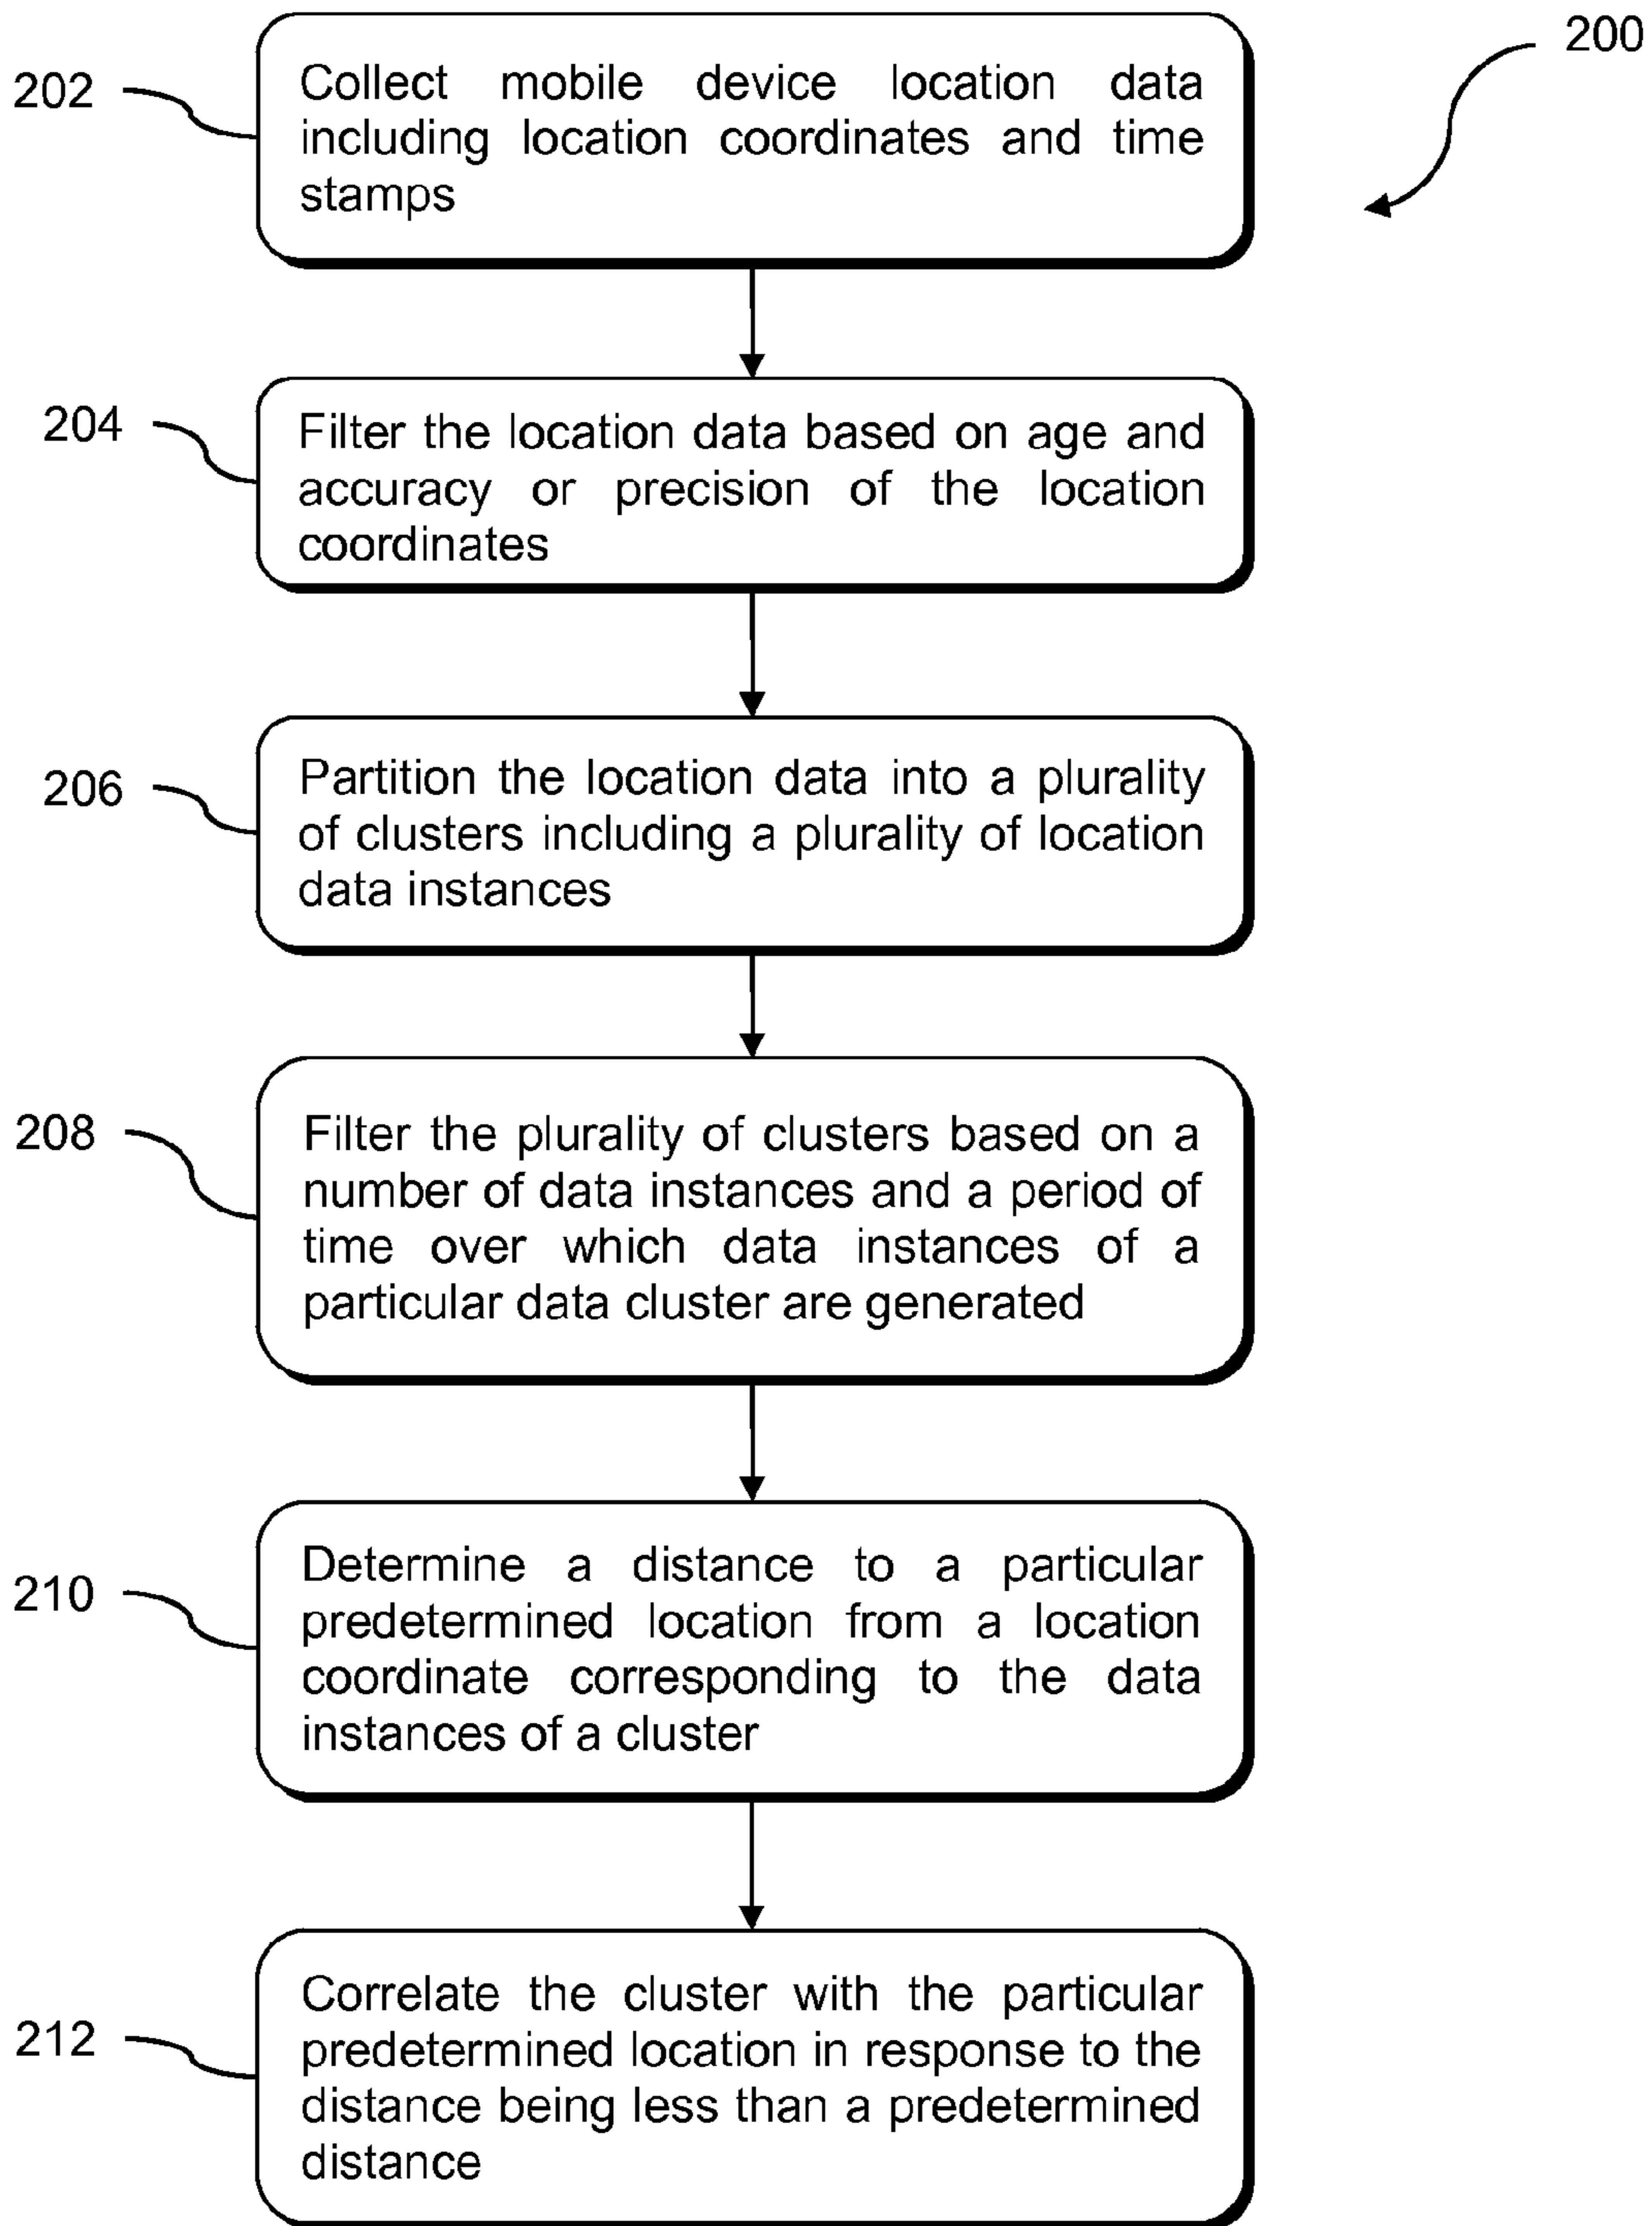 200
202
Collect mobile device location data
including location coordinates and time
stamps
204
Filter the location data based on age and
accuracy or precision of the location
coordinates
206
Partition the location data into a plurality
of clusters including a plurality of location
data instances
208
Filter the plurality of clusters based on a
number of data instances and a period of
time over which data instances of a
particular data cluster are generated
210
Determine a distance to a particular
predetermined location from a location
coordinate corresponding to the data
instances of a cluster
212
Correlate the cluster with the particular
predetermined location in response to the
distance being less than a predetermined
distance